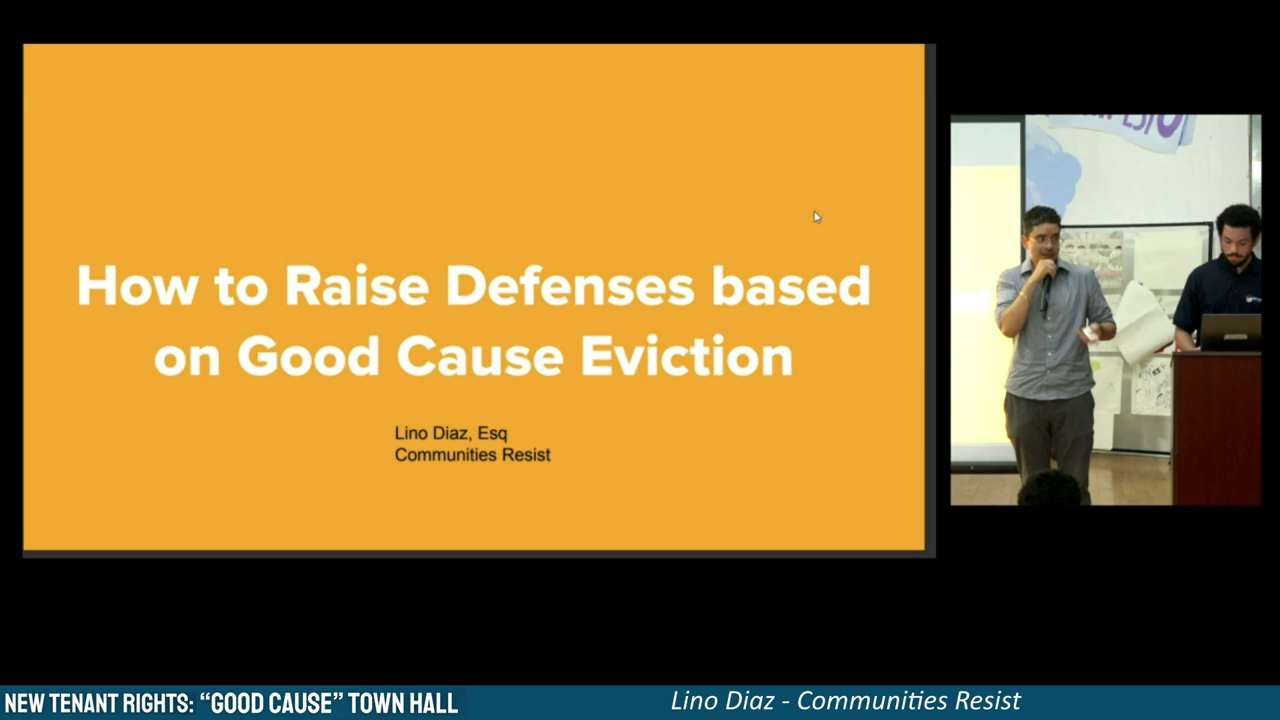 How to Raise Defenses based
on Good Cause Eviction
Lino Diaz, Esq
Communities Resist
NEW TENANT RIGHTS: “GOOD CAUSE” TOWN HALL
Lino Diaz - Communities Resist